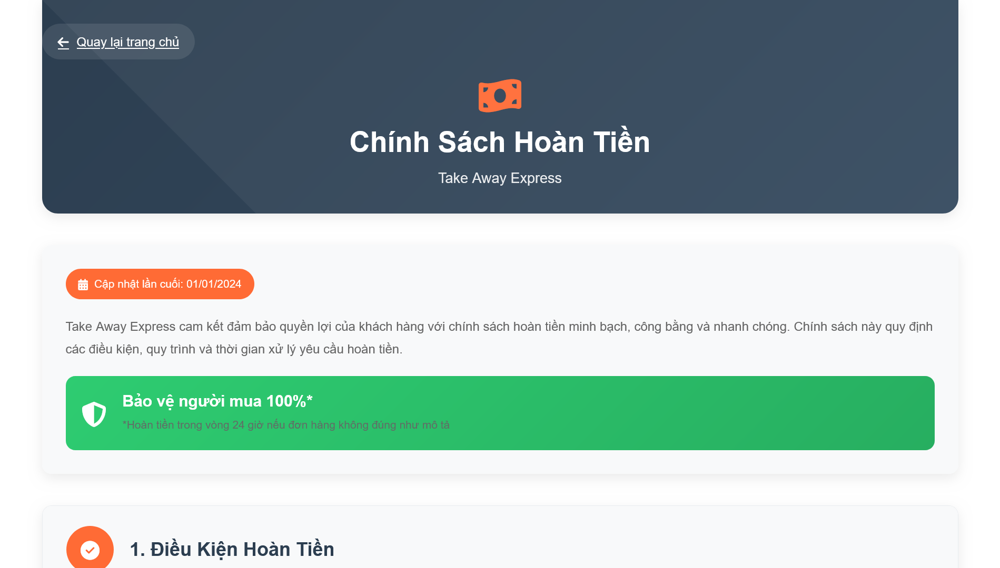 Quay lại trang chủ
Chính Sách Hoàn Tiền
Take Away Express
Cập nhật lần cuối: 01/01/2024
Take Away Express cam kết đảm bảo quyền lợi của khách hàng với chính sách hoàn tiền minh bạch, công bằng và nhanh chóng. Chính sách này quy định
các điều kiện, quy trình và thời gian xử lý yêu cầu hoàn tiền.
Bảo vệ người mua 100%*
*Hoàn tiền trong vòng 24 giờ nếu đơn hàng không đúng như mô tả
1. Điều Kiện Hoàn Tiền